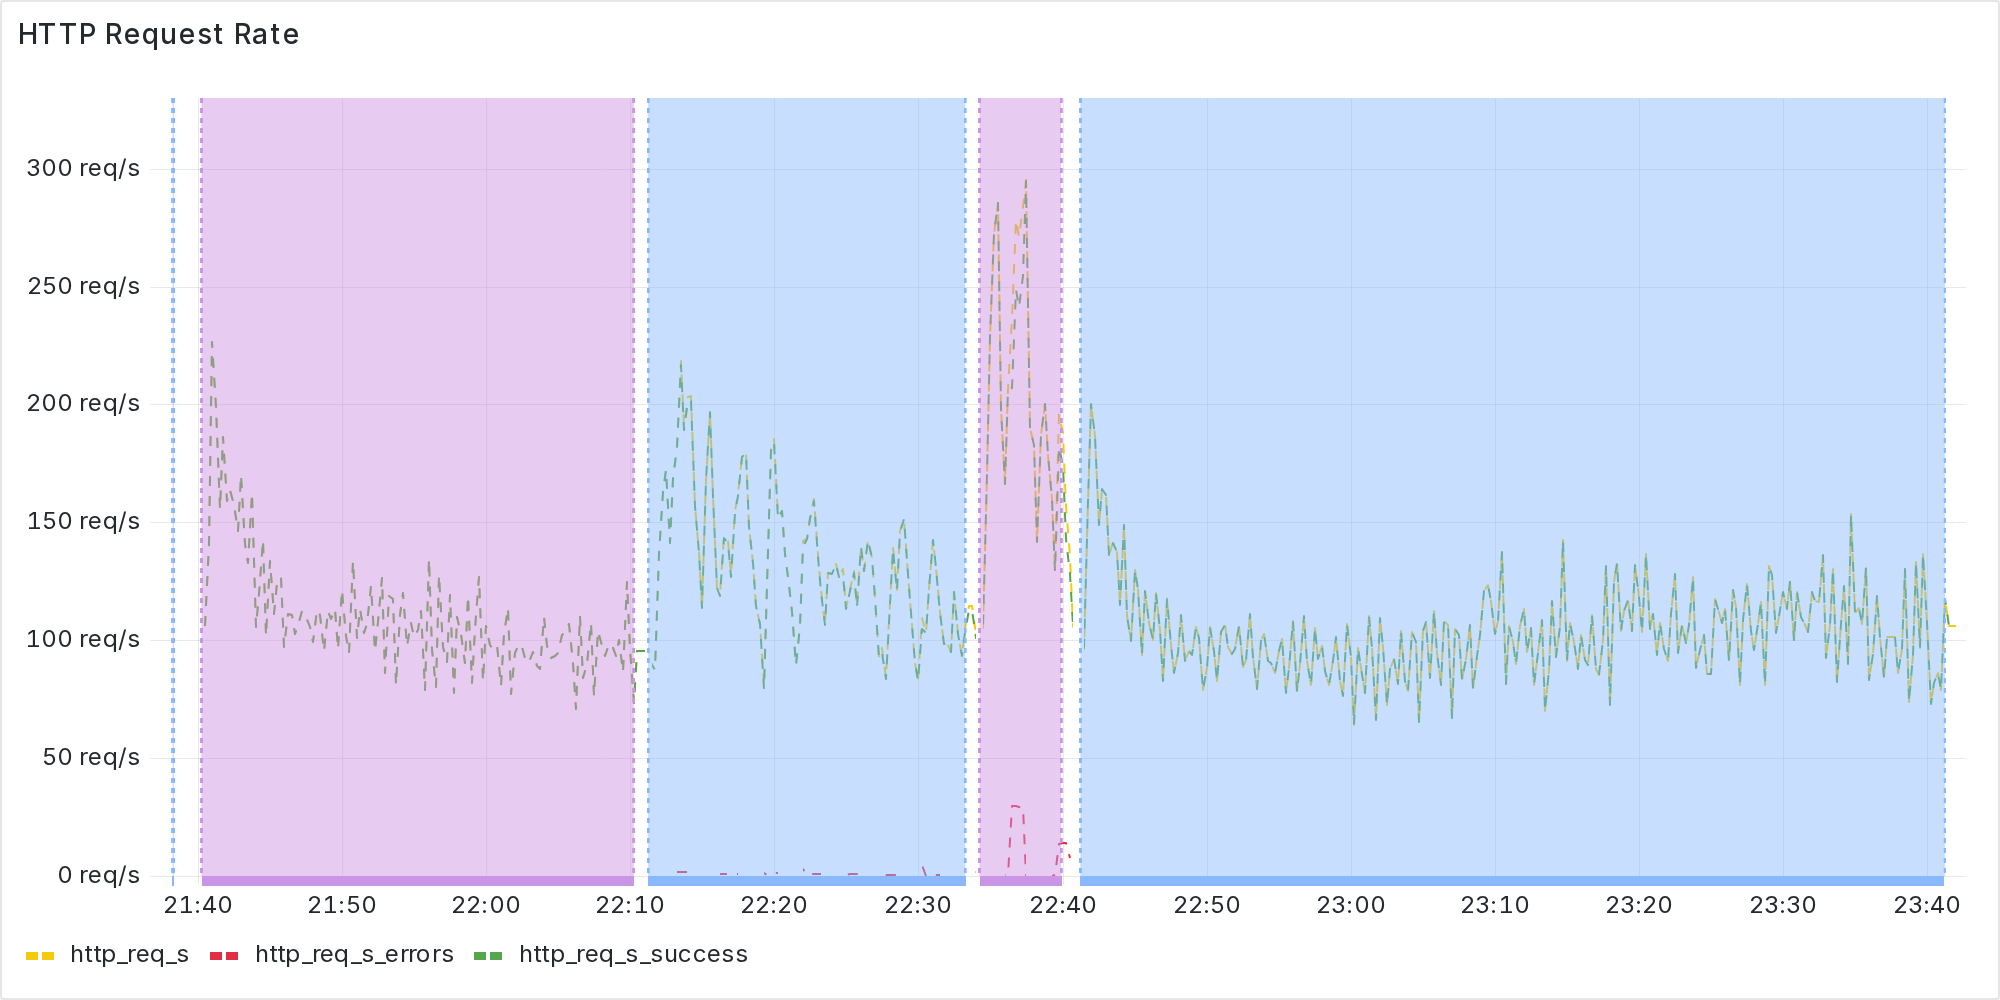 HTTP Request Rate
300 req/s
250 req/s
200 req/s
150 req/s
100 req/s
50 req/s
0 req/s
21:40 21:50 22:00 22:10 22:20 22:30 22:40 22:50 23:00 23:10 23:20 23:30 23:40
http_req_s http_req_s_errors http_req_s_success